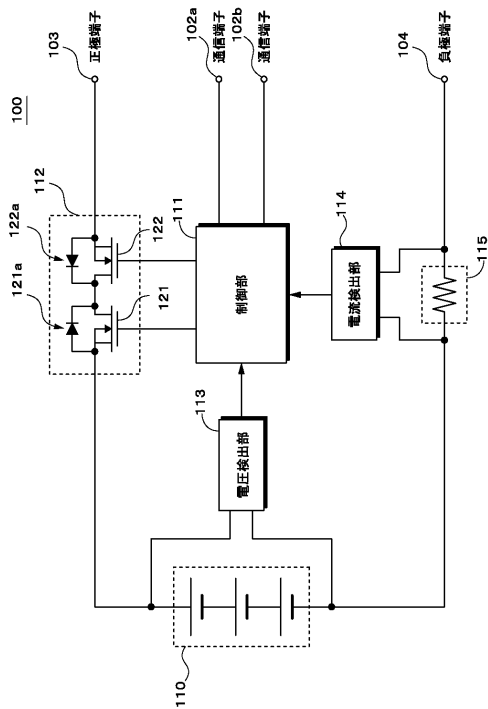 100
103
正極端子
102a
通信端子
102b
通信端子
104
負極端子
112
122a
121a
122
121
111
制御部
114
電流検出部
115
113
電圧検出部
110